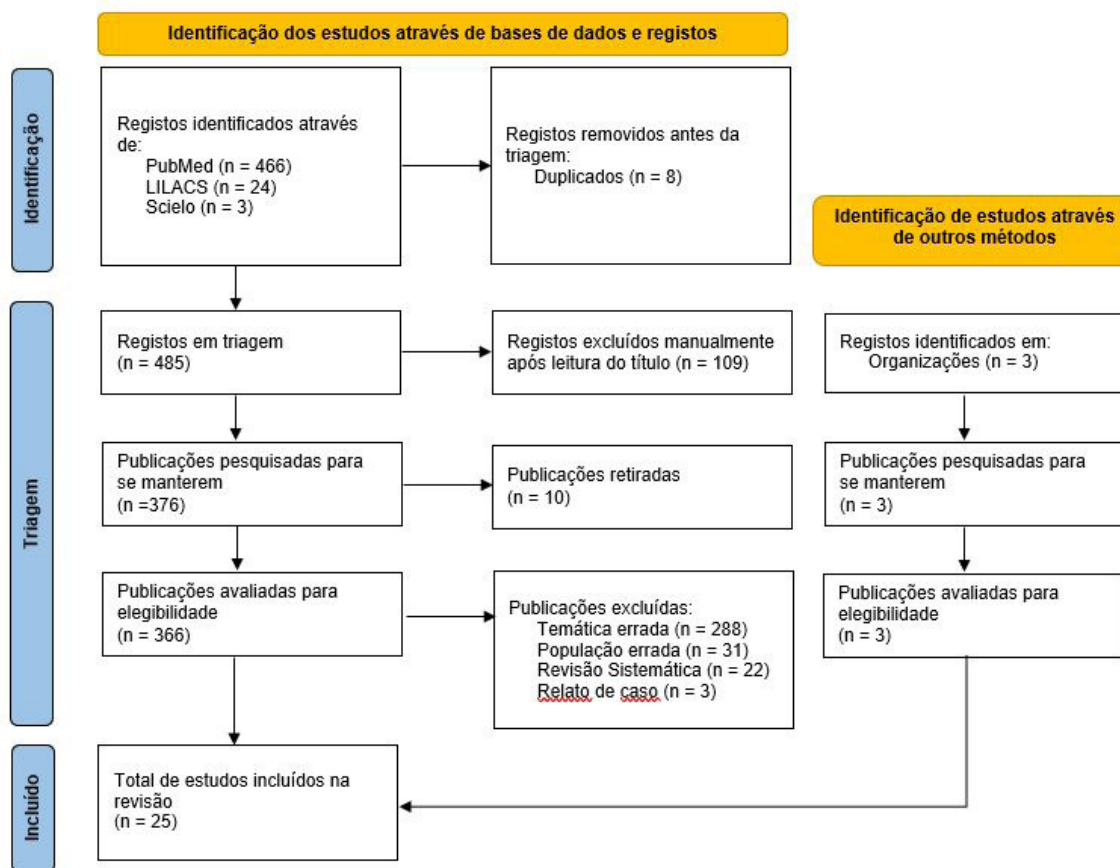 Identificação dos estudos através de bases de dados e registos
Identificação
Registos identificados através
de:
PubMed (n = 466)
LILACS (n = 24)
Scielo (n = 3)
Registos removidos antes da
triagem:
Duplicados (n = 8)
Identificação de estudos através
de outros métodos
Triagem
Registos em triagem
(n = 485)
Registos excluídos manualmente
após leitura do título (n = 109)
Registos identificados em:
Organizações (n = 3)
Publicações pesquisadas para
se manterem
(n =376)
Publicações retiradas
(n = 10)
Publicações pesquisadas para
se manterem
(n = 3)
Publicações avaliadas para
elegibilidade
(n = 366)
Publicações excluídas:
Temática errada (n = 288)
População errada (n = 31)
Revisão Sistemática (n = 22)
Relato de caso (n = 3)
Publicações avaliadas para
elegibilidade
(n = 3)
Incluído
Total de estudos incluídos na
revisão
(n = 25)